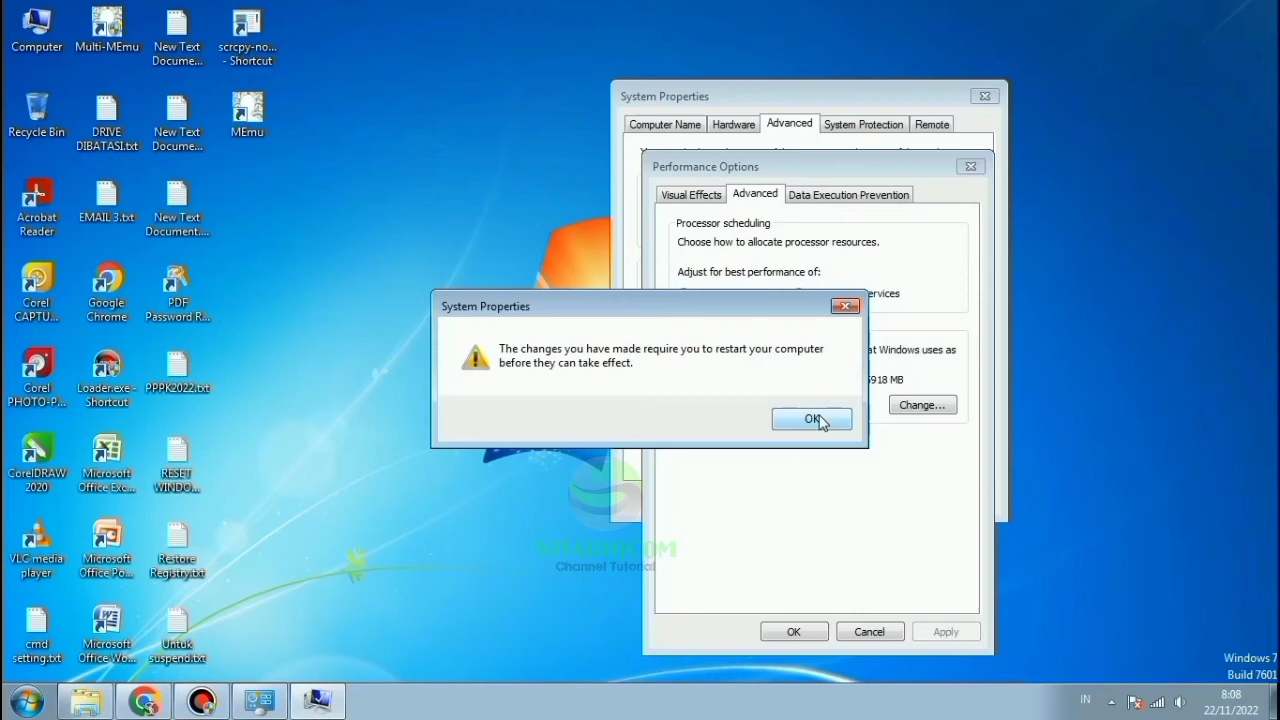 Computer
Multi-MEmu
New Text
Docume...
scrcpy-no...
- Shortcut
Recycle Bin
DRIVE
DIBATASI.txt
New Text
Docume...
MEmu
Acrobat
Reader
EMAIL 3.txt
New Text
Document....
Corel
CAPTU...
Google
Chrome
PDF
Password R...
Corel
PHOTO-P...
Loader.exe -
Shortcut
PPPK2022.txt
CorelDRAW
2020
Microsoft
Office Exc...
RESET
WINDO...
VLC media
player
Microsoft
Office Po...
Restore
Registry.txt
cmd
setting.txt
Microsoft
Office Wo...
Untuk
suspend.txt
System Properties
Computer Name
Hardware
Advanced
System Protection
Remote
Performance Options
Visual Effects
Advanced
Data Execution Prevention
Processor scheduling
Choose how to allocate processor resources.
Adjust for best performance of:
ervices
at Windows uses as
5918 MB
Change...
System Properties
The changes you have made require you to restart your computer
before they can take effect.
OK
Channel Tutorial
OK
Cancel
Apply
Windows 7
Build 7601
IN
8:08
22/11/2022